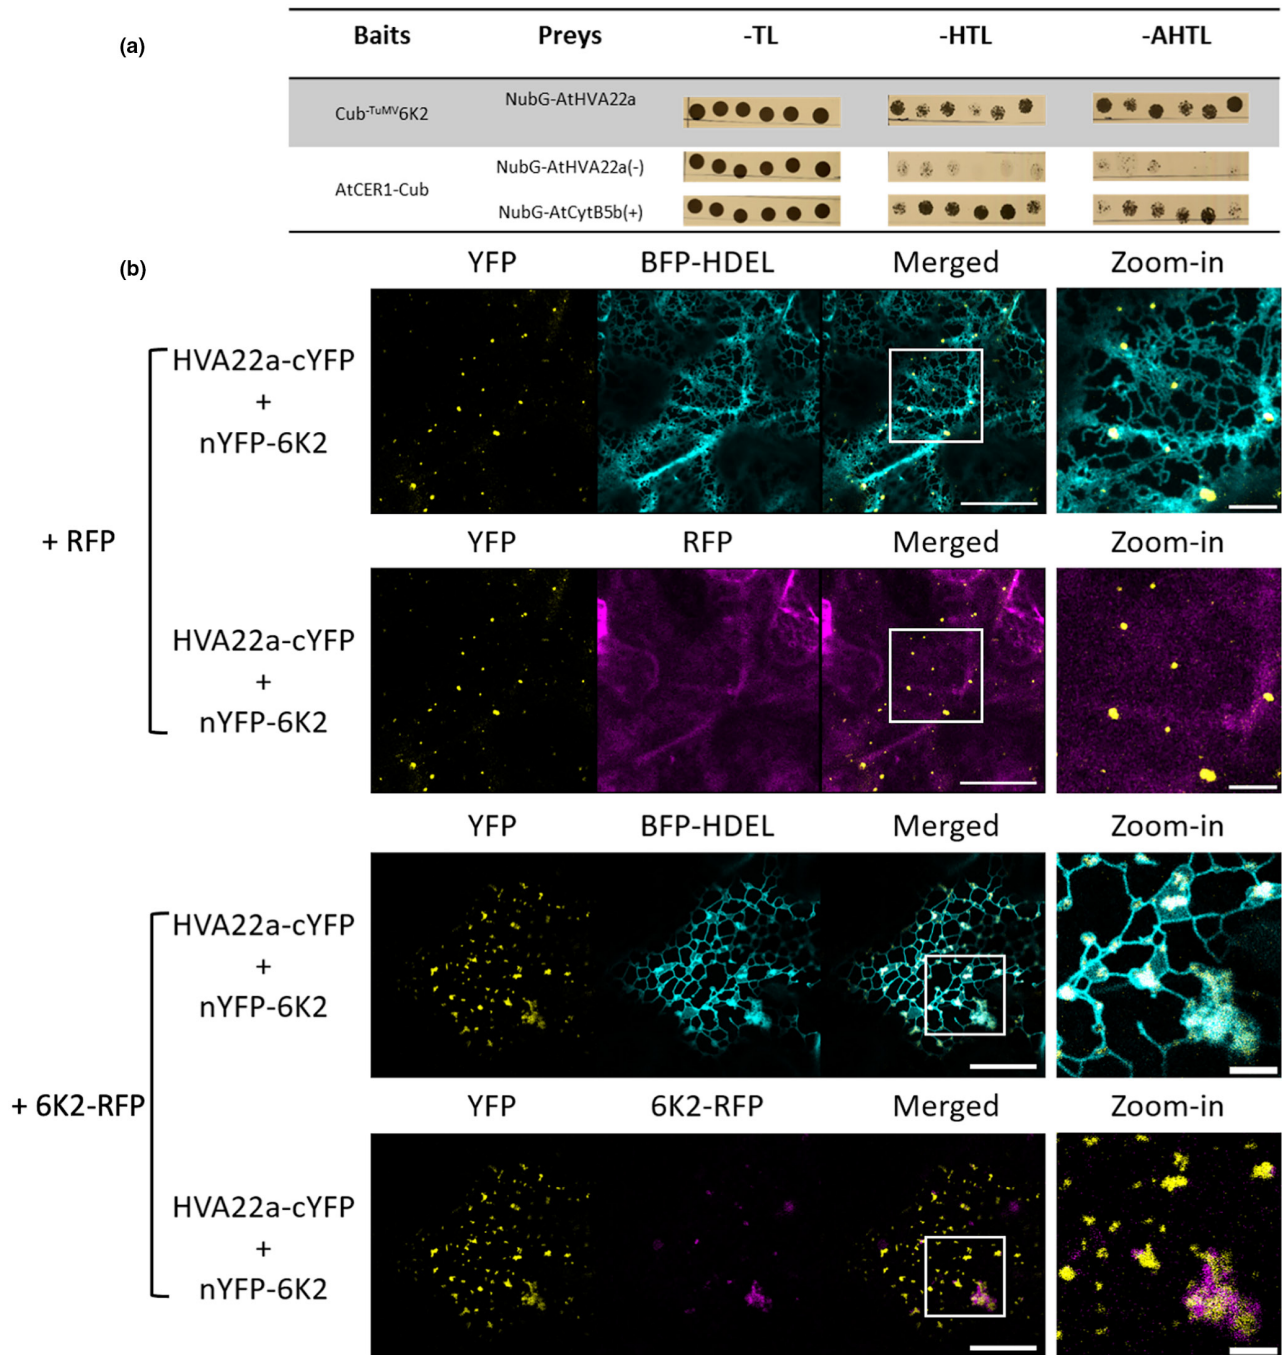 (a)
Baits Preys -TL -HTL -AHTL
Cub-TuMV6K2 NubG-AtHVA22a
AtCER1-Cub NubG-AtHVA22a(-)
NubG-AtCytB5b(+)
(b)
YFP BFP-HDEL Merged Zoom-in
HVA22a-cYFP
+
nYFP-6K2
+ RFP
YFP RFP Merged Zoom-in
HVA22a-cYFP
+
nYFP-6K2
YFP BFP-HDEL Merged Zoom-in
HVA22a-cYFP
+
nYFP-6K2
+ 6K2-RFP
YFP 6K2-RFP Merged Zoom-in
HVA22a-cYFP
+
nYFP-6K2